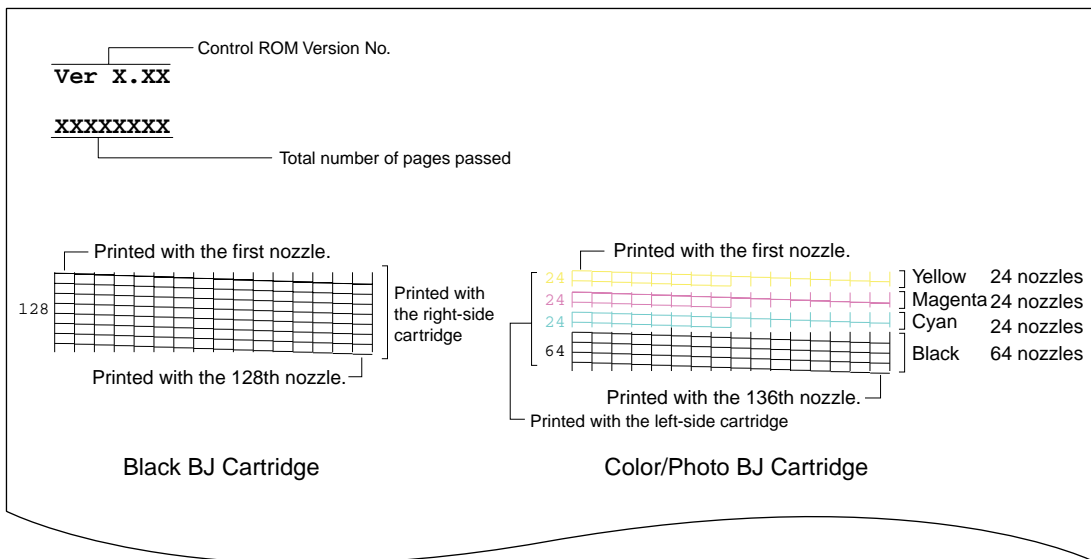 Control ROM Version No.
Ver X.XX
XXXXXXXX
Total number of pages passed
Printed with the first nozzle.
128
Printed with
the right-side
cartridge
Printed with the 128th nozzle.
Black BJ Cartridge
Printed with the first nozzle.
24 Yellow 24 nozzles
24 Magenta 24 nozzles
24 Cyan 24 nozzles
64 Black 64 nozzles
Printed with the 136th nozzle.
Printed with the left-side cartridge
Color/Photo BJ Cartridge